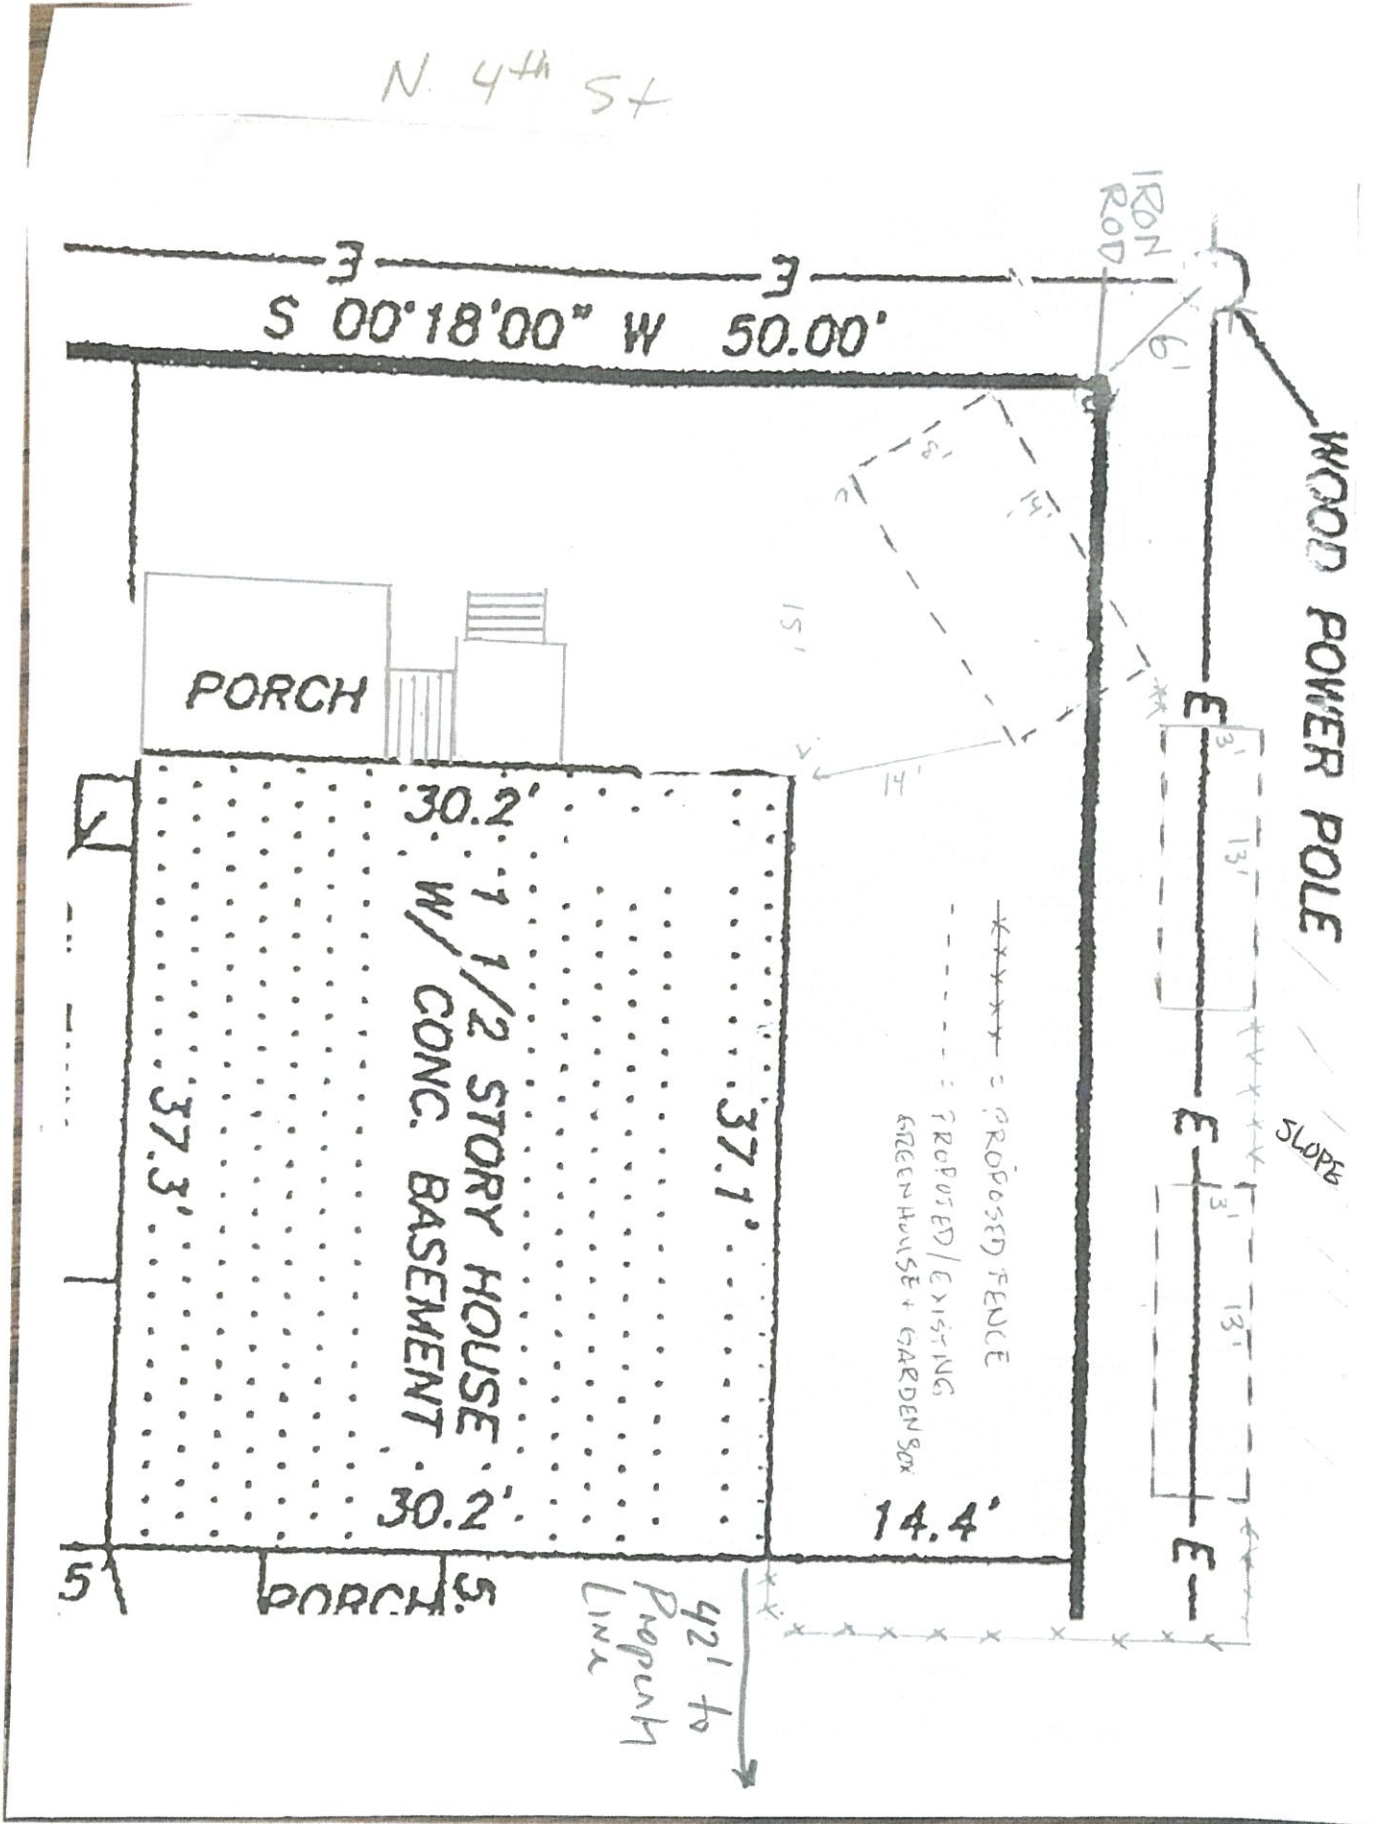 N. 4th St
IRON
ROD
6'
E
E
S 00°18'00" W 50.00'
WOOD POWER POLE
8'
14'
15'
14'
PORCH
E
3'
13'
E
3'
13'
E
SLOPE
30.2'
1 1/2 STORY HOUSE
W/ CONC. BASEMENT
37.1'
37.3'
30.2'
14.4'
xxxxxx = PROPOSED FENCE
- - - - - : PROPOSED/EXISTING
GREENHOUSE + GARDEN BOX
5
PORCH
5.
42' to
Property
Line